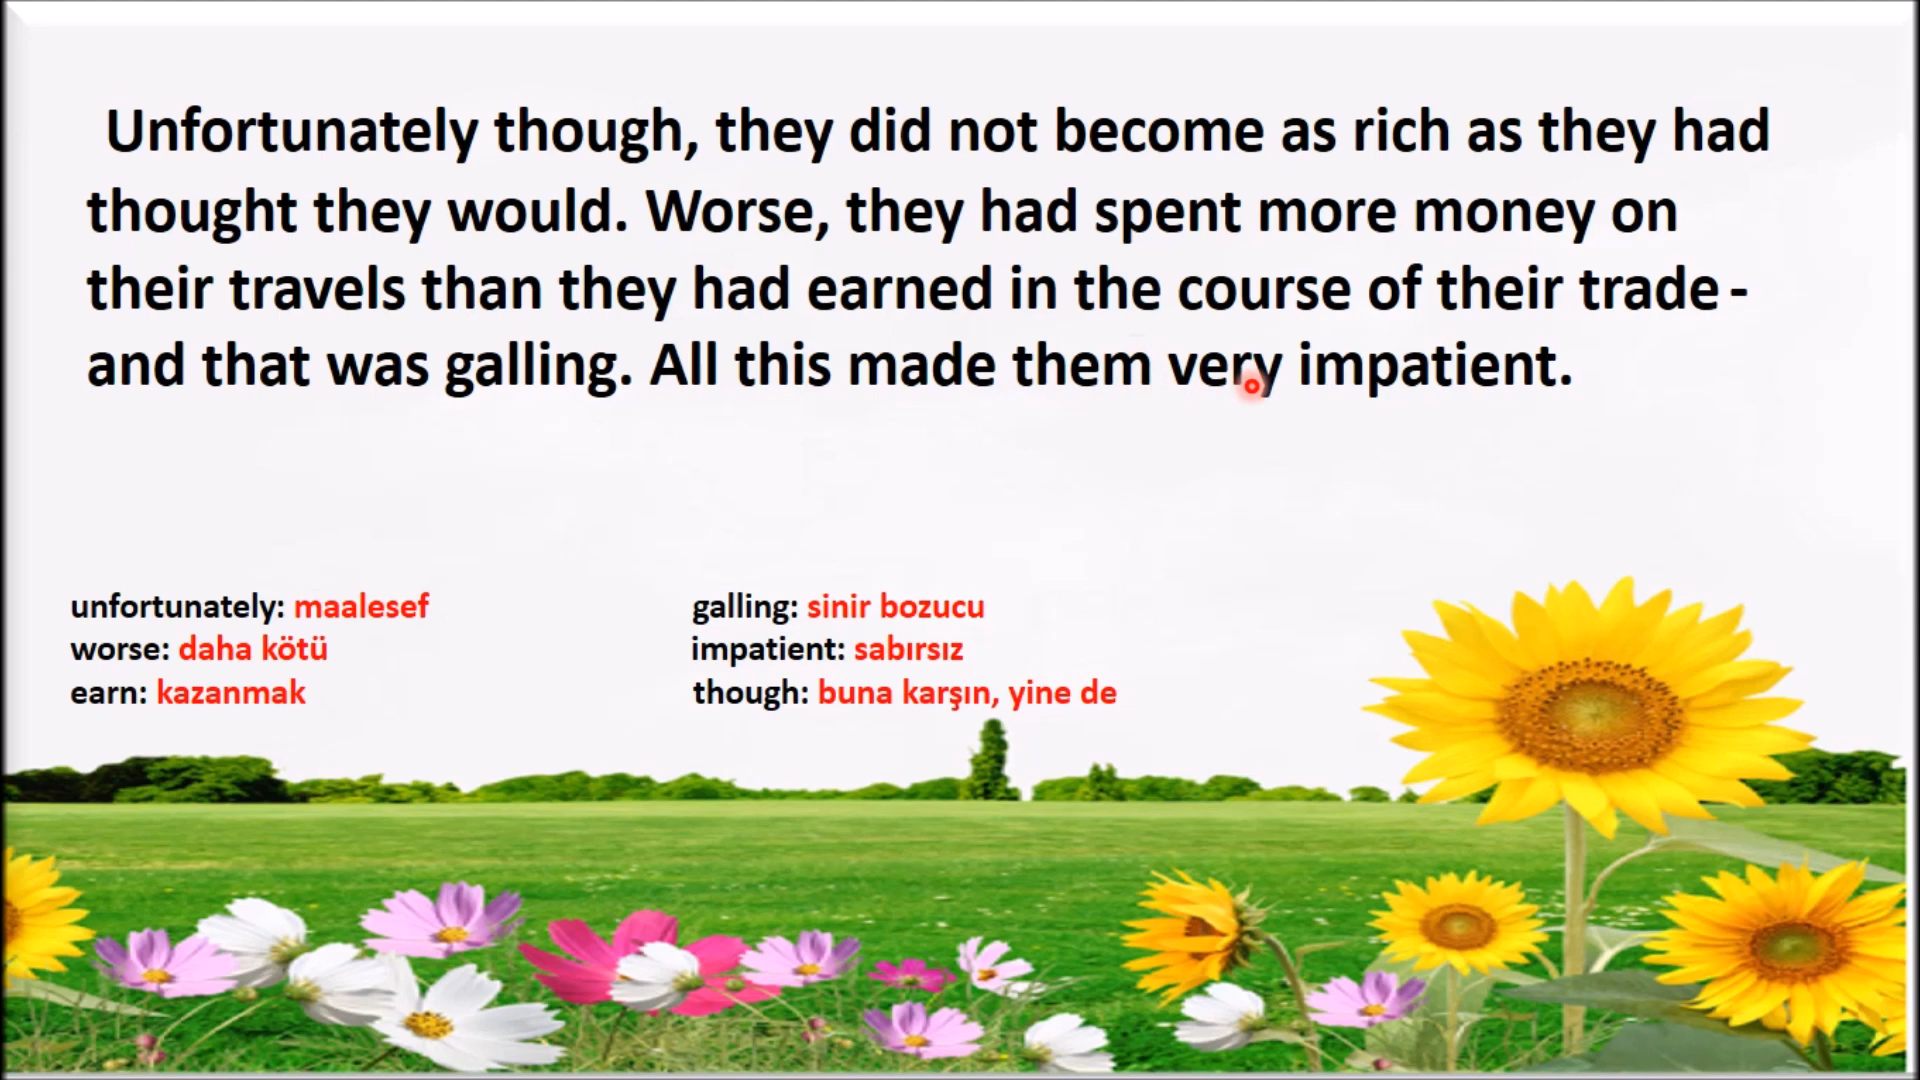 Unfortunately though, they did not become as rich as they had
thought they would. Worse, they had spent more money on
their travels than they had earned in the course of their trade -
and that was galling. All this made them very impatient.
unfortunately: maalesef
worse: daha kötü
earn: kazanmak
galling: sinir bozucu
impatient: sabırsız
though: buna karşın, yine de